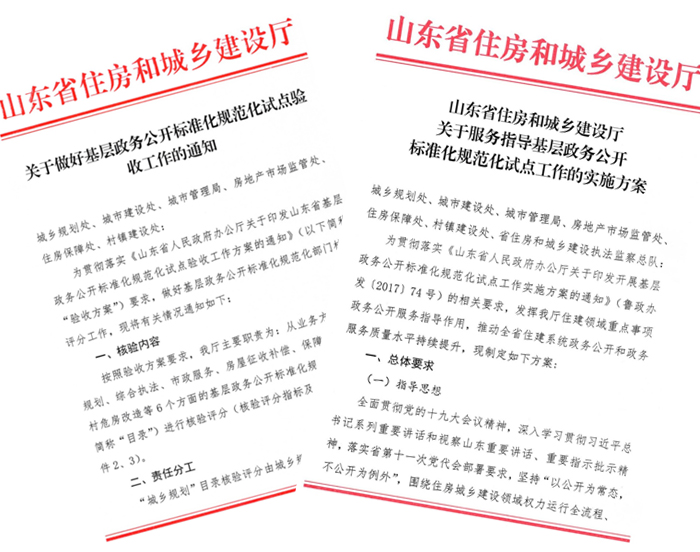 山东省住房和城乡建设厅
关于做好基层政务公开标准化规范化试点验
收工作的通知
城乡规划处、城市建设处、城市管理局、房地产市场监管处、
住房保障处、村镇建设处:
为贯彻落实《山东省人民政府办公厅关于印发山东省基层
政务公开标准化规范化试点验收工作方案的通知》(以下简称
“验收方案”)要求,做好基层政务公开标准化规范化部门核
评分工作,现将有关情况通知如下:
一、核验内容
按照验收方案要求,我厅主要职责为:从业务方
规划、综合执法、市政服务、房屋征收补偿、保障
村危房改造等6个方面的基层政务公开标准化规
简称“目录”)进行核验评分(核验评分指标及
件2、3)。
二、责任分工
“城乡规划”目录核验评分由城乡规
山东省住房和城乡建设厅
山东省住房和城乡建设厅
关于服务指导基层政务公开
标准化规范化试点工作的实施方案
城乡规划处、城市建设处、城市管理局、房地产市场监管处、
住房保障处、村镇建设处、省住房和城乡建设执法监察总队:
为贯彻落实《山东省人民政府办公厅关于印发开展基层
政务公开标准化规范化试点工作实施方案的通知》(鲁政办
发〔2017〕74号)的相关要求,发挥我厅住建领域重点事项
政务公开服务指导作用,推动全省住建系统政务公开和政务
服务质量水平持续提升,现制定如下方案:
一、总体要求
(一)指导思想
全面贯彻党的十九大会议精神,深入学习贯彻习近平总
书记系列重要讲话和视察山东重要讲话、重要指示批示精
神,落实省第十一次党代会部署要求,坚持“以公开为常态,
不公开为例外”,围绕住房城乡建设领域权力运行全流程、